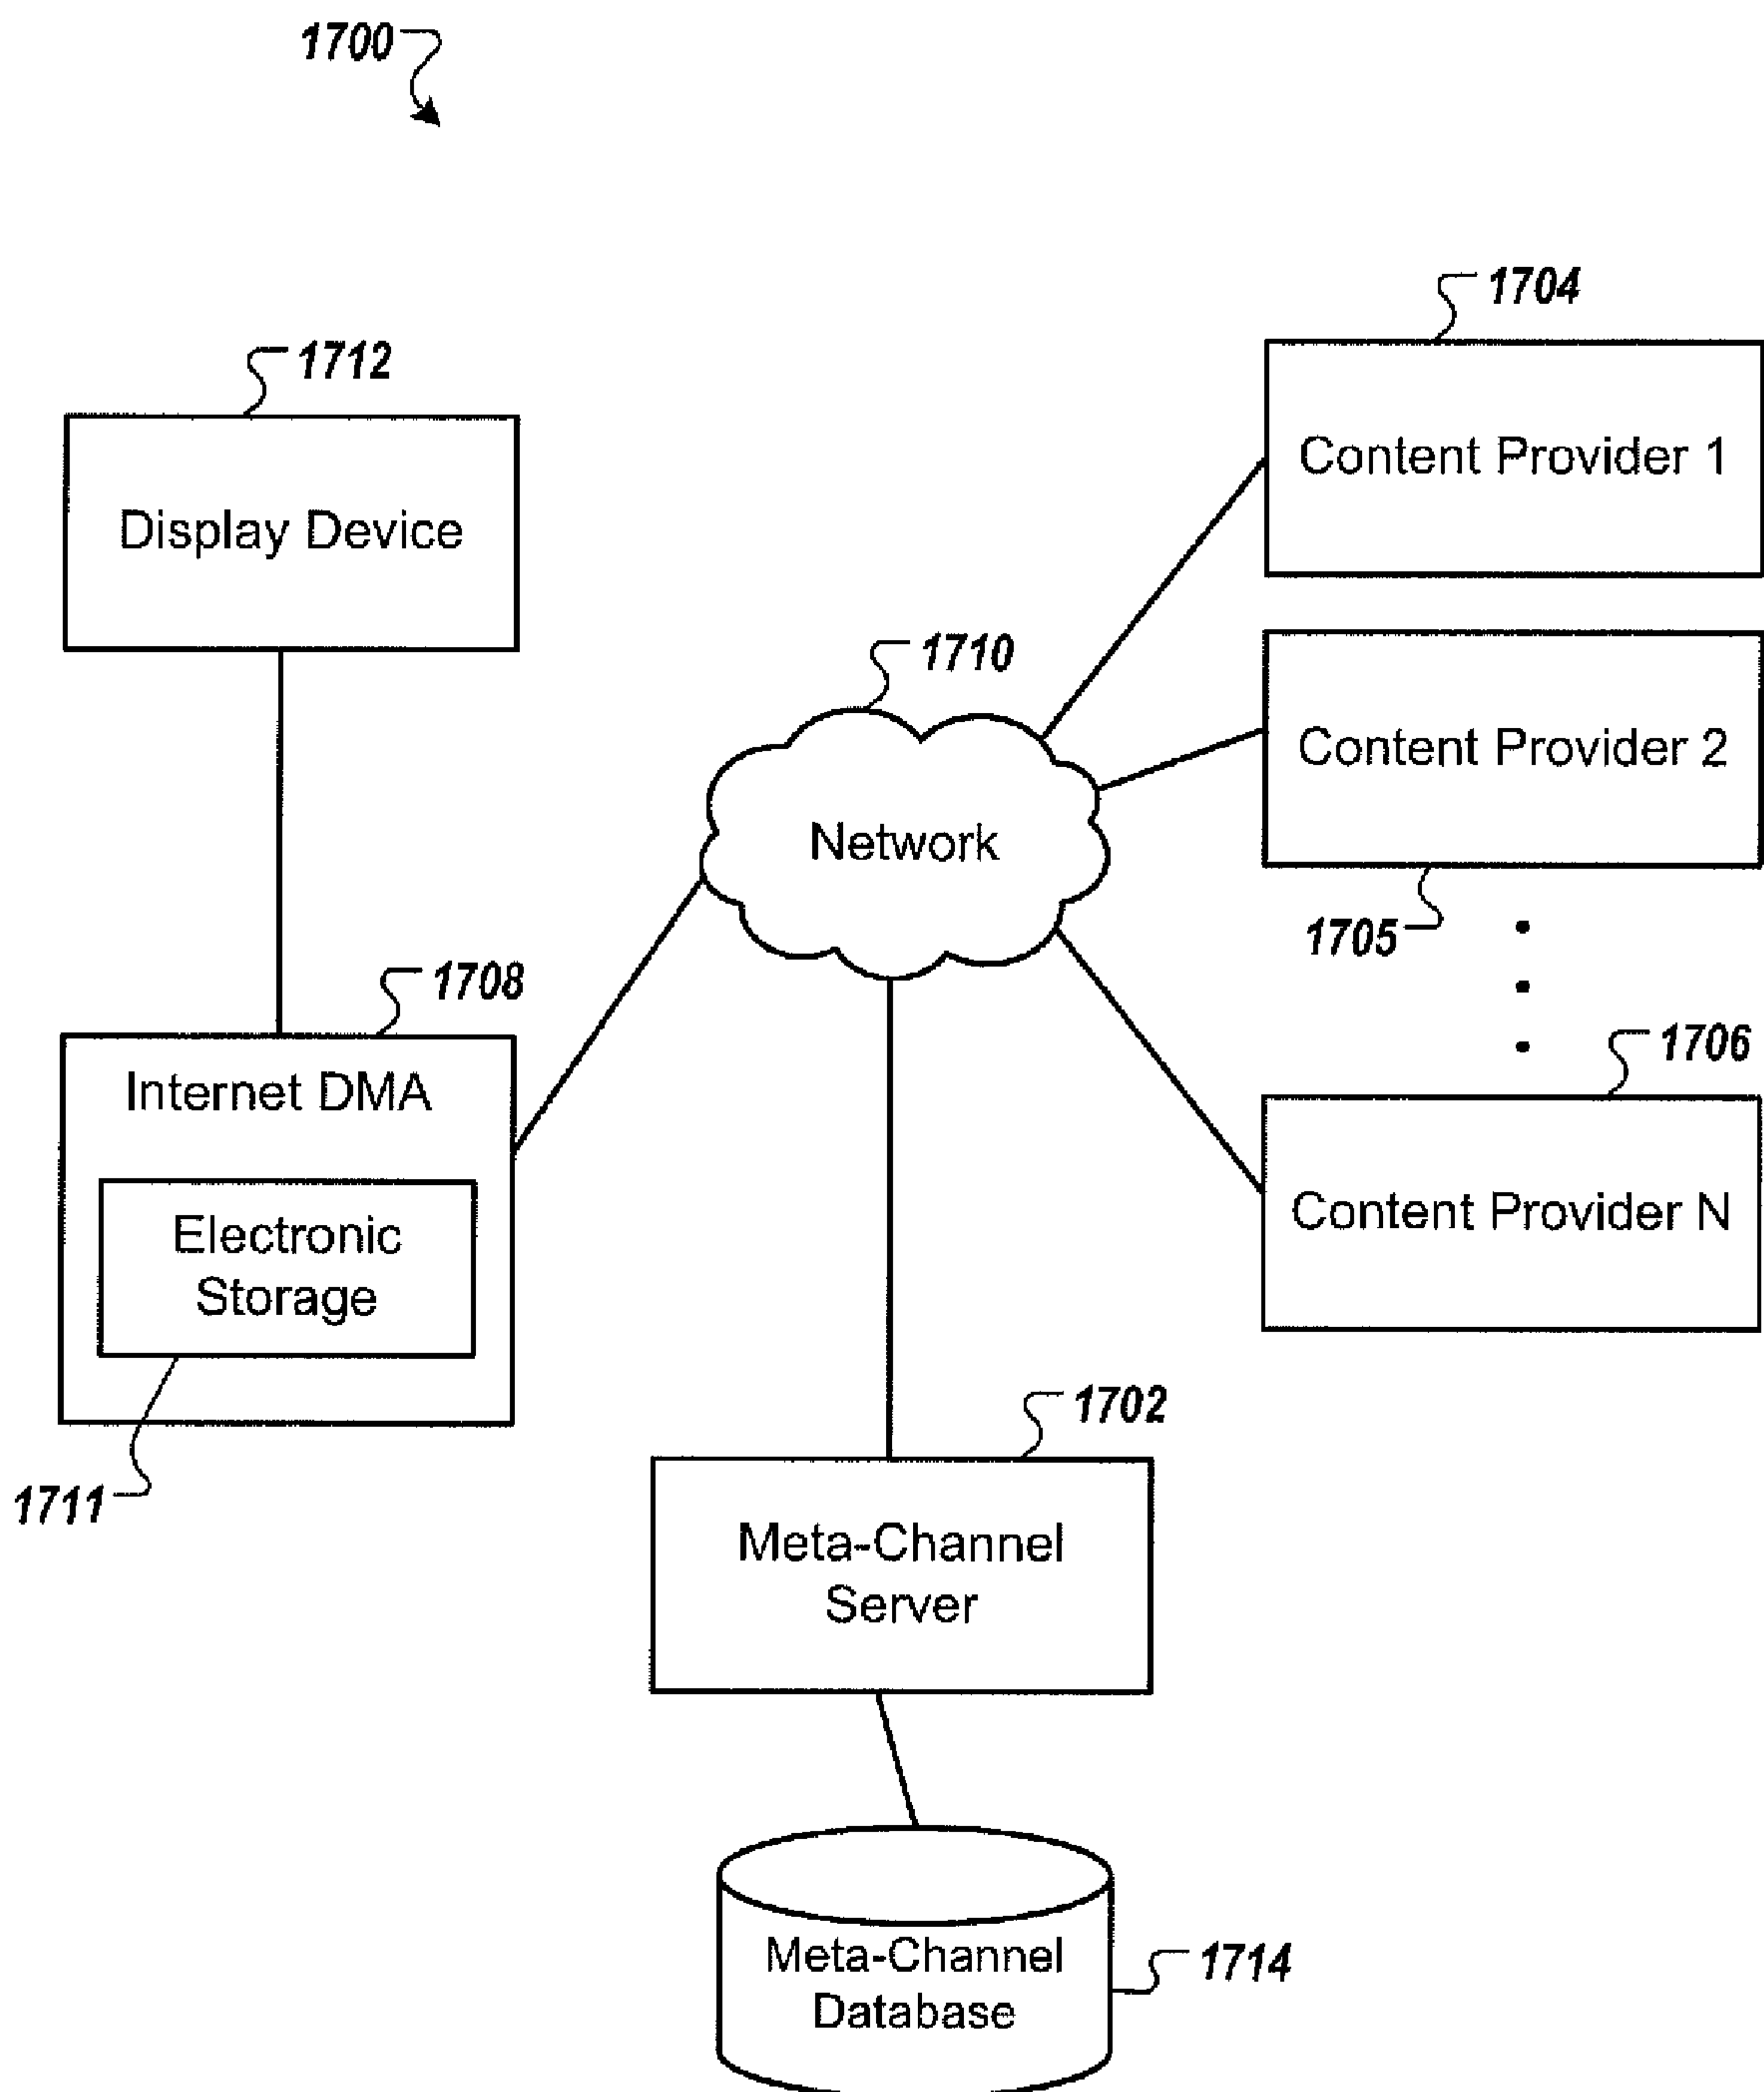 1700
1704
1712
Content Provider 1
Display Device
1710
Content Provider 2
Network
1705
1708
1706
Internet DMA
Content Provider N
Electronic
Storage
1702
1711
Meta-Channel
Server
Meta-Channel
Database
1714